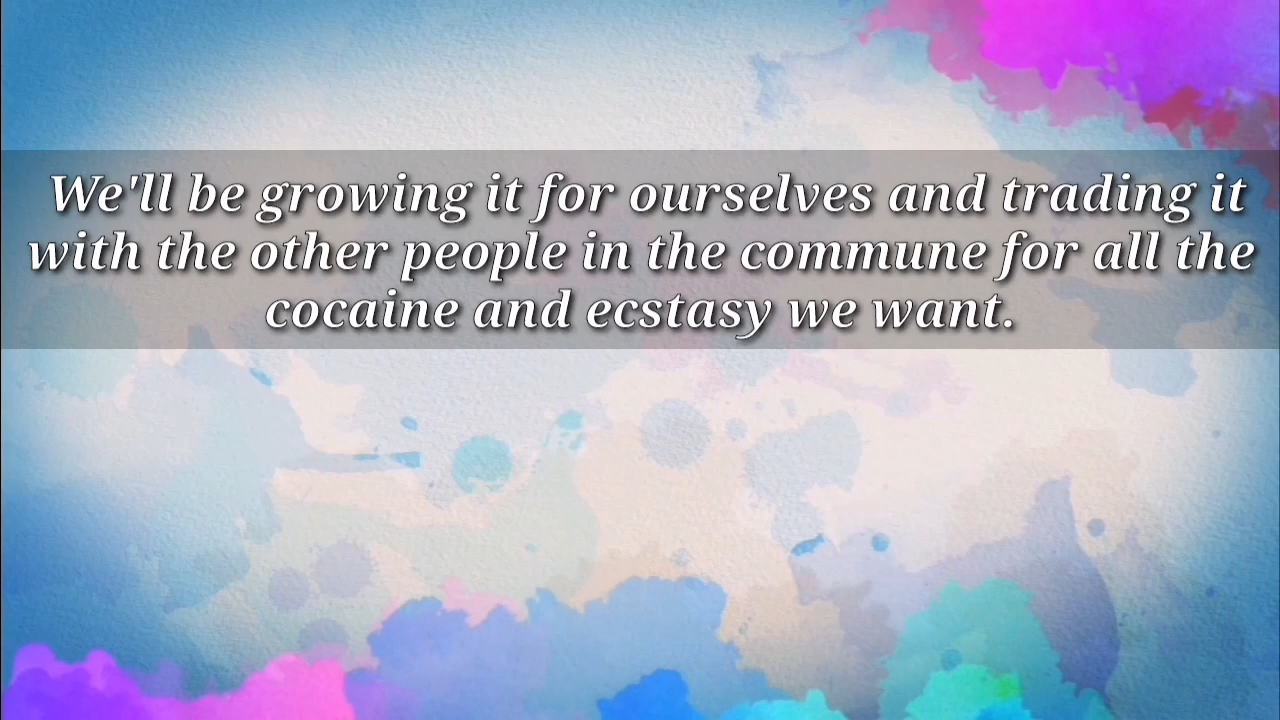 We'll be growing it for ourselves and trading it
with the other people in the commune for all the
cocaine and ecstasy we want.